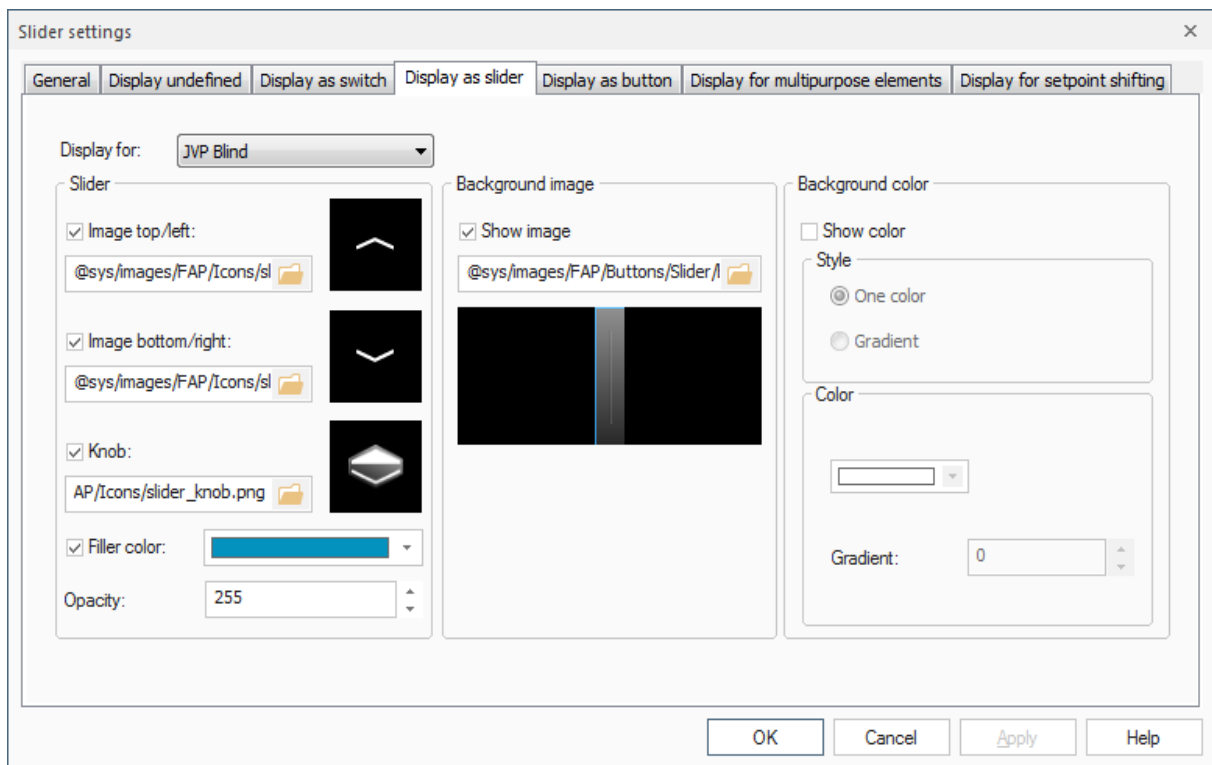 Slider settings
General Display undefined Display as switch Display as slider Display as button Display for multipurpose elements Display for setpoint shifting
Display for: JVP Blind
Slider
Image top/left:
@sys/images/FAP/Icons/sl
Image bottom/right:
@sys/images/FAP/Icons/sl
Knob:
AP/Icons/slider_knob.png
Filler color:
Opacity: 255
Background image
Show image
@sys/images/FAP/Buttons/Slider/
Background color
Show color
Style
One color
Gradient
Color
Gradient: 0
OK Cancel Apply Help